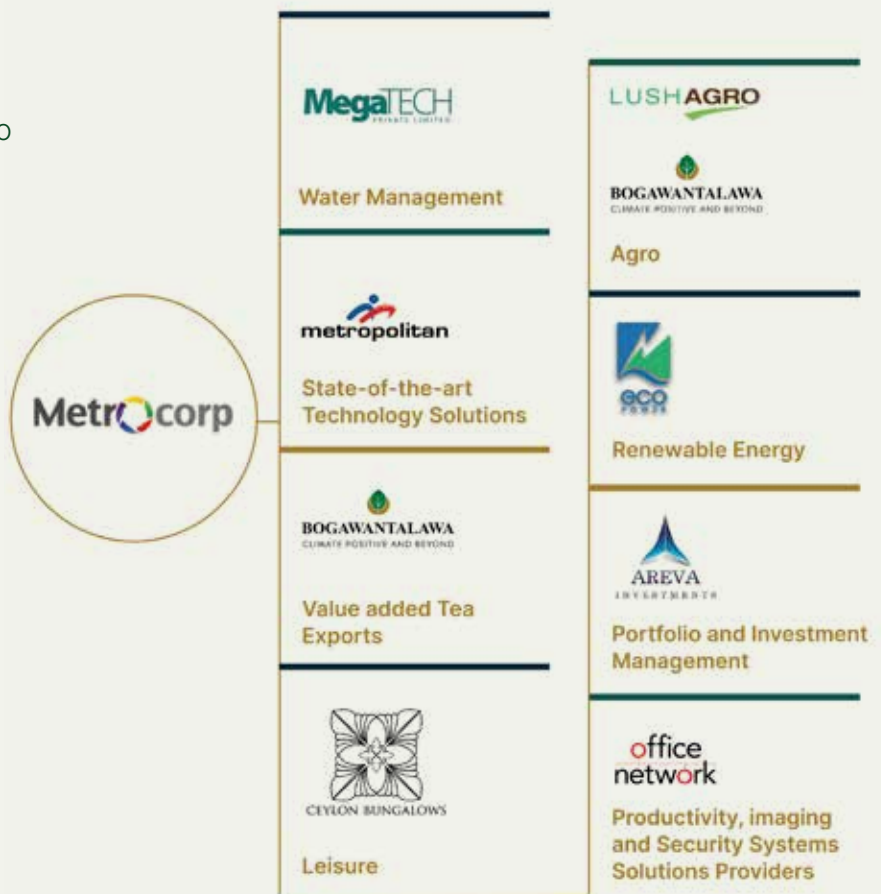 o
Metrocorp
MegaTECH
PRIVATE LIMITED
Water Management
metropolitan
State-of-the-art
Technology Solutions
BOGAWANTALAWA
CLIMATE POSITIVE AND BEYOND
Value added Tea
Exports
CEYLON BUNGALOWS
Leisure
LUSHAGRO
BOGAWANTALAWA
CLIMATE POSITIVE AND BEYOND
Agro
eco
POWER
Renewable Energy
AREVA
INVESTMENTS
Portfolio and Investment
Management
office
network
Productivity, imaging
and Security Systems
Solutions Providers